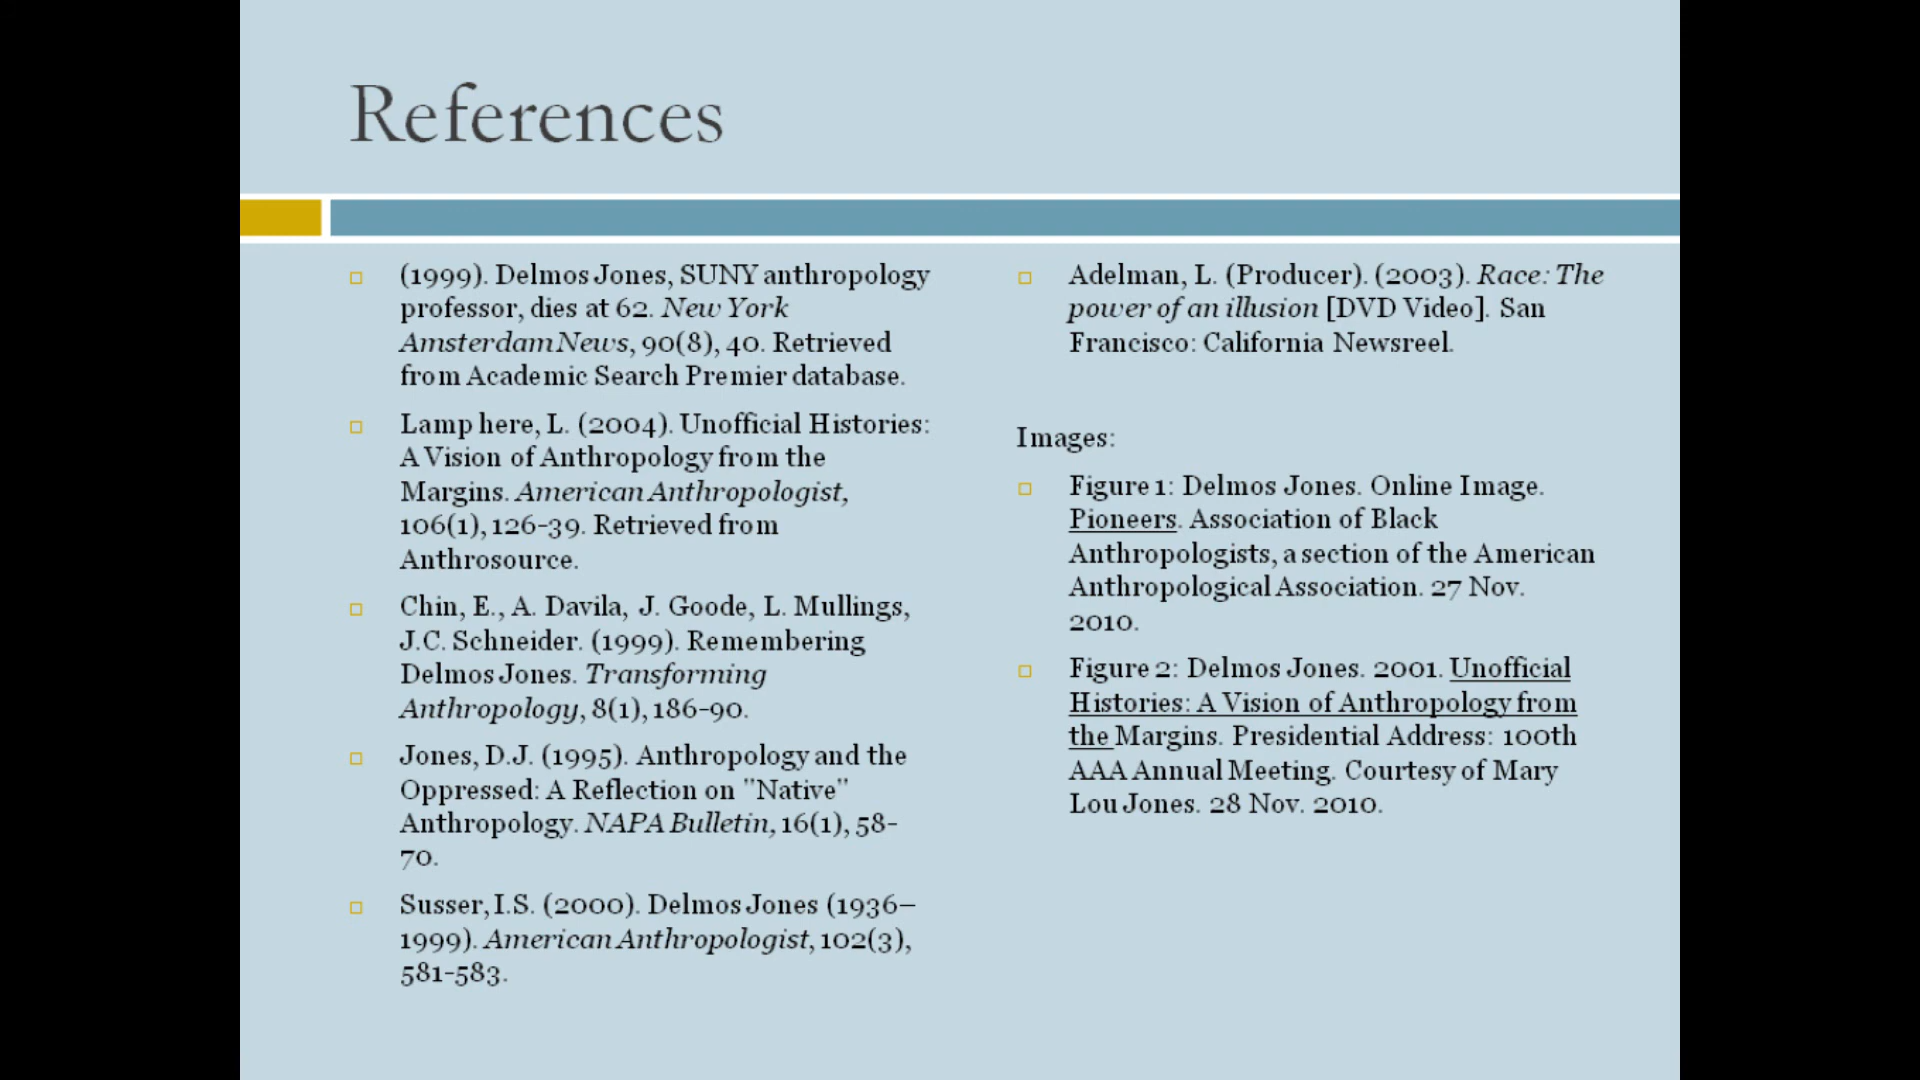 References
(1999). Delmos Jones, SUNY anthropology
professor, dies at 62. New York
Amsterdam News, 90(8), 40. Retrieved
from Academic Search Premier database.
Lamp here, L. (2004). Unofficial Histories:
A Vision of Anthropology from the
Margins. American Anthropologist,
106(1), 126-39. Retrieved from
Anthrosource.
Chin, E., A. Davila, J. Goode, L. Mullings,
J.C. Schneider. (1999). Remembering
Delmos Jones. Transforming
Anthropology, 8(1), 186-90.
Jones, D.J. (1995). Anthropology and the
Oppressed: A Reflection on "Native"
Anthropology. NAPA Bulletin, 16(1), 58-
70.
Susser, I.S. (2000). Delmos Jones (1936–
1999). American Anthropologist, 102(3),
581-583.
Adelman, L. (Producer). (2003). Race: The
power of an illusion [DVD Video]. San
Francisco: California Newsreel.
Images:
Figure 1: Delmos Jones. Online Image.
Pioneers. Association of Black
Anthropologists, a section of the American
Anthropological Association. 27 Nov.
2010.
Figure 2: Delmos Jones. 2001. Unofficial
Histories: A Vision of Anthropology from
the Margins. Presidential Address: 100th
AAA Annual Meeting. Courtesy of Mary
Lou Jones. 28 Nov. 2010.